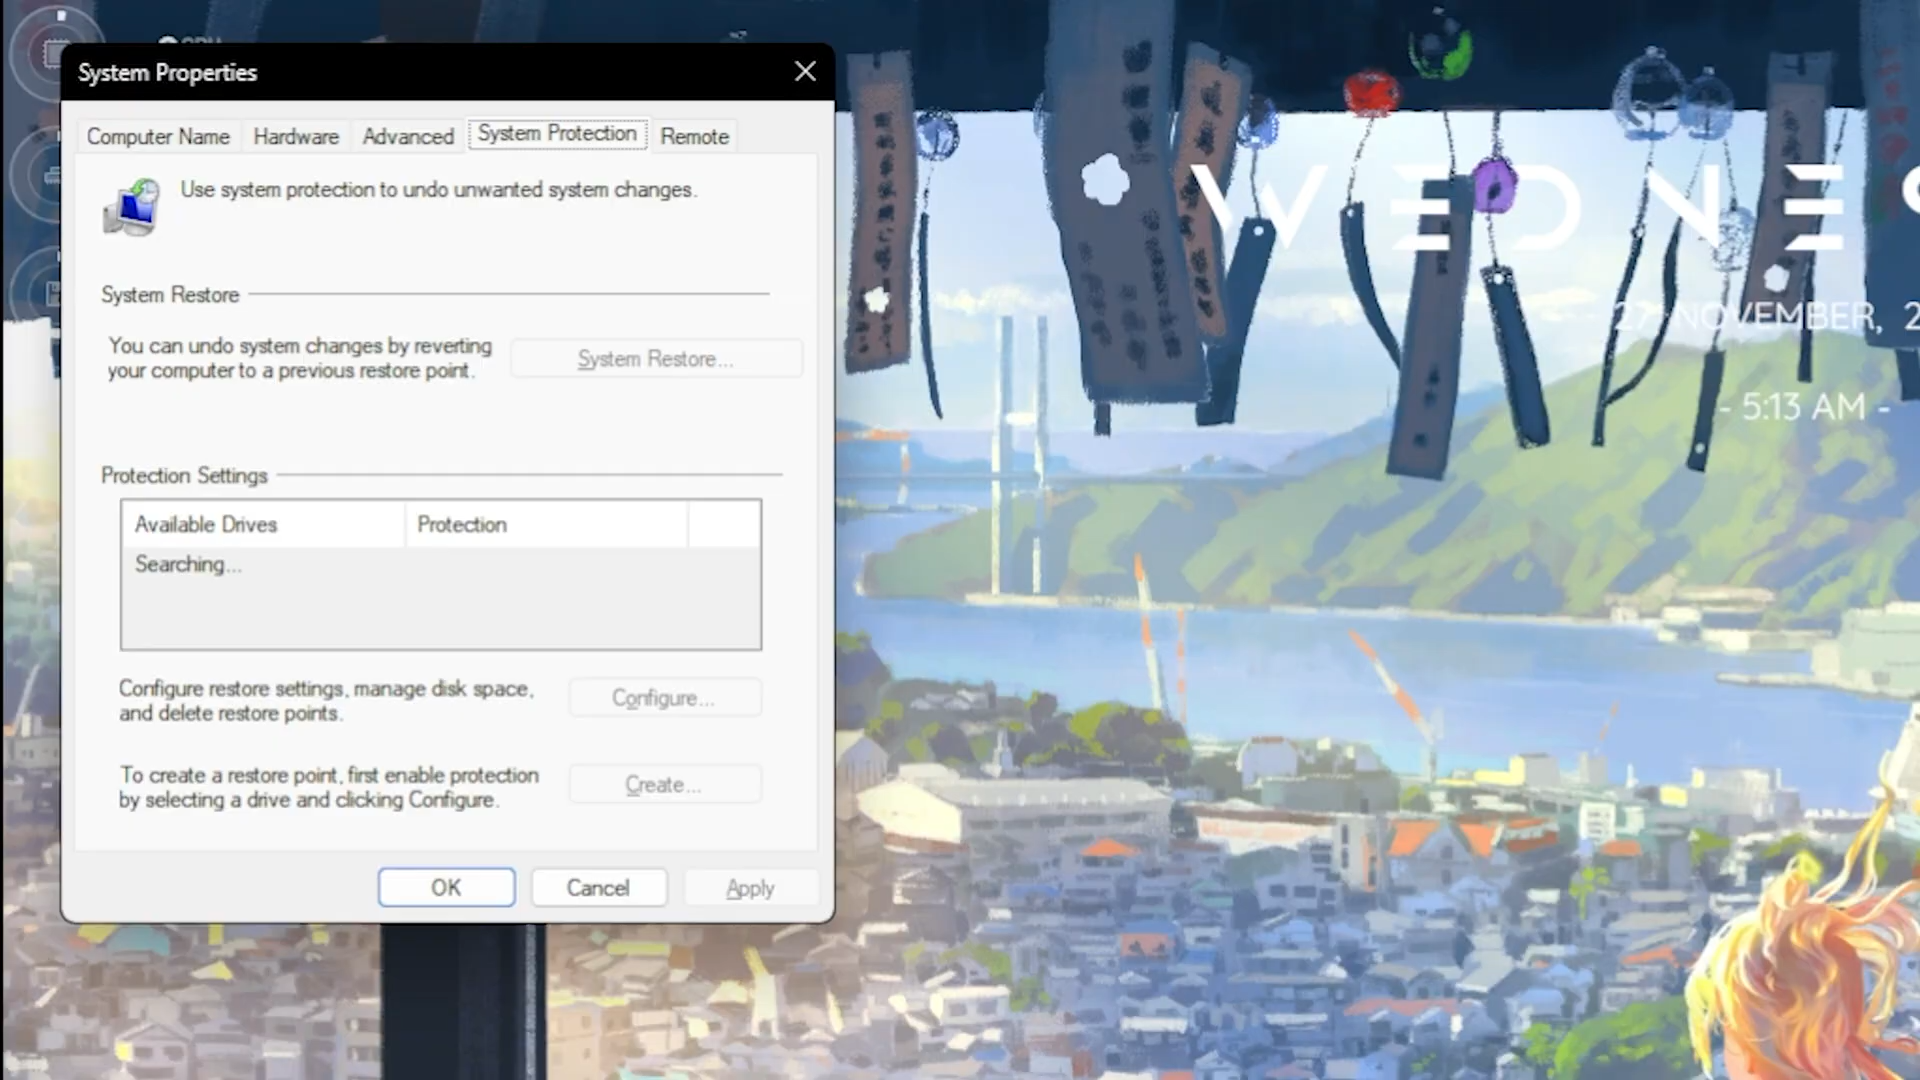 System Properties
Computer Name
Hardware
Advanced
System Protection
Remote
Use system protection to undo unwanted system changes.
System Restore
You can undo system changes by reverting
your computer to a previous restore point.
System Restore...
Protection Settings
Available Drives
Protection
Searching...
Configure restore settings, manage disk space,
and delete restore points.
Configure...
To create a restore point, first enable protection
by selecting a drive and clicking Configure.
Create...
OK
Cancel
Apply
WEDNES
27 NOVEMBER, 2
- 5:13 AM -